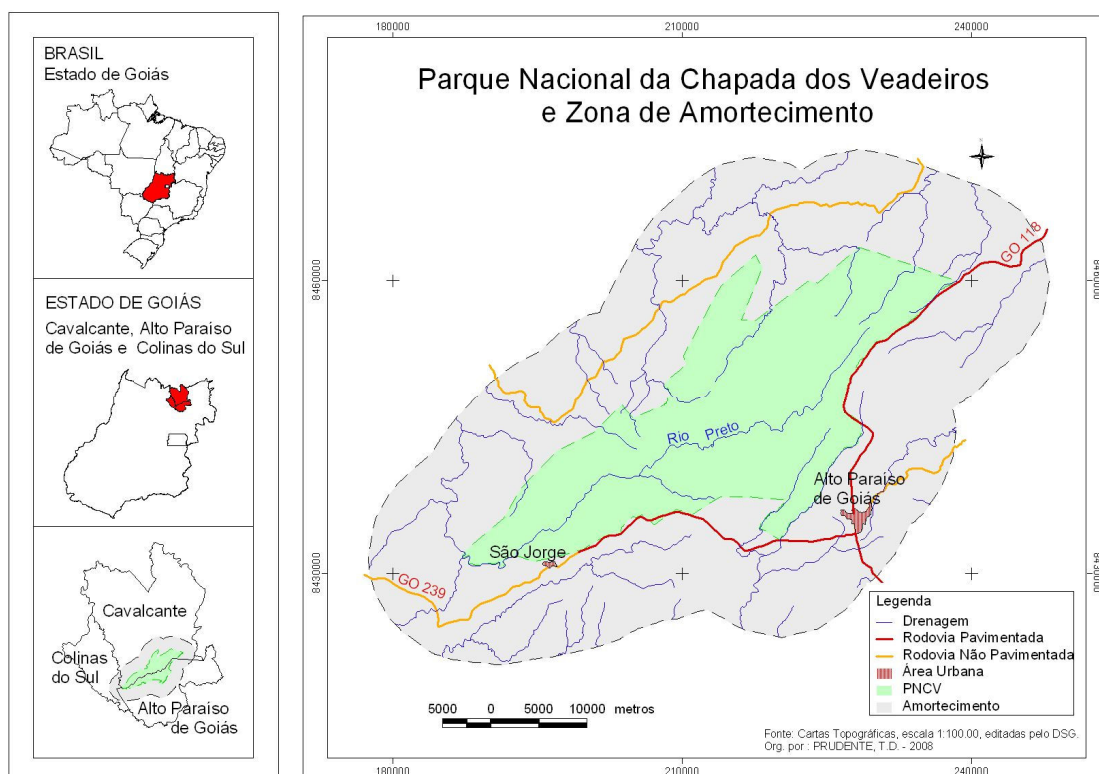 BRASIL
Estado de Goiás
ESTADO DE GOIÁS
Cavalcante, Alto Paraíso
de Goiás e Colinas do Sul
Cavalcante
Colinas
do Sul
Alto Paraíso
de Goiás
180000
210000
240000
Parque Nacional da Chapada dos Veadeiros
e Zona de Amortecimento
GO 118
8460000
8460000
Rio Preto
Alto Paraíso
de Goiás
São Jorge
8430000
8430000
GO 239
Legenda
Drenagem
Rodovia Pavimentada
Rodovia Não Pavimentada
Área Urbana
PNCV
Amortecimento
5000 0 5000 10000 metros
Fonte: Cartas Topográficas, escala 1:100.00, editadas pelo DSG.
Org. por : PRUDENTE, T.D. - 2008
180000
210000
240000